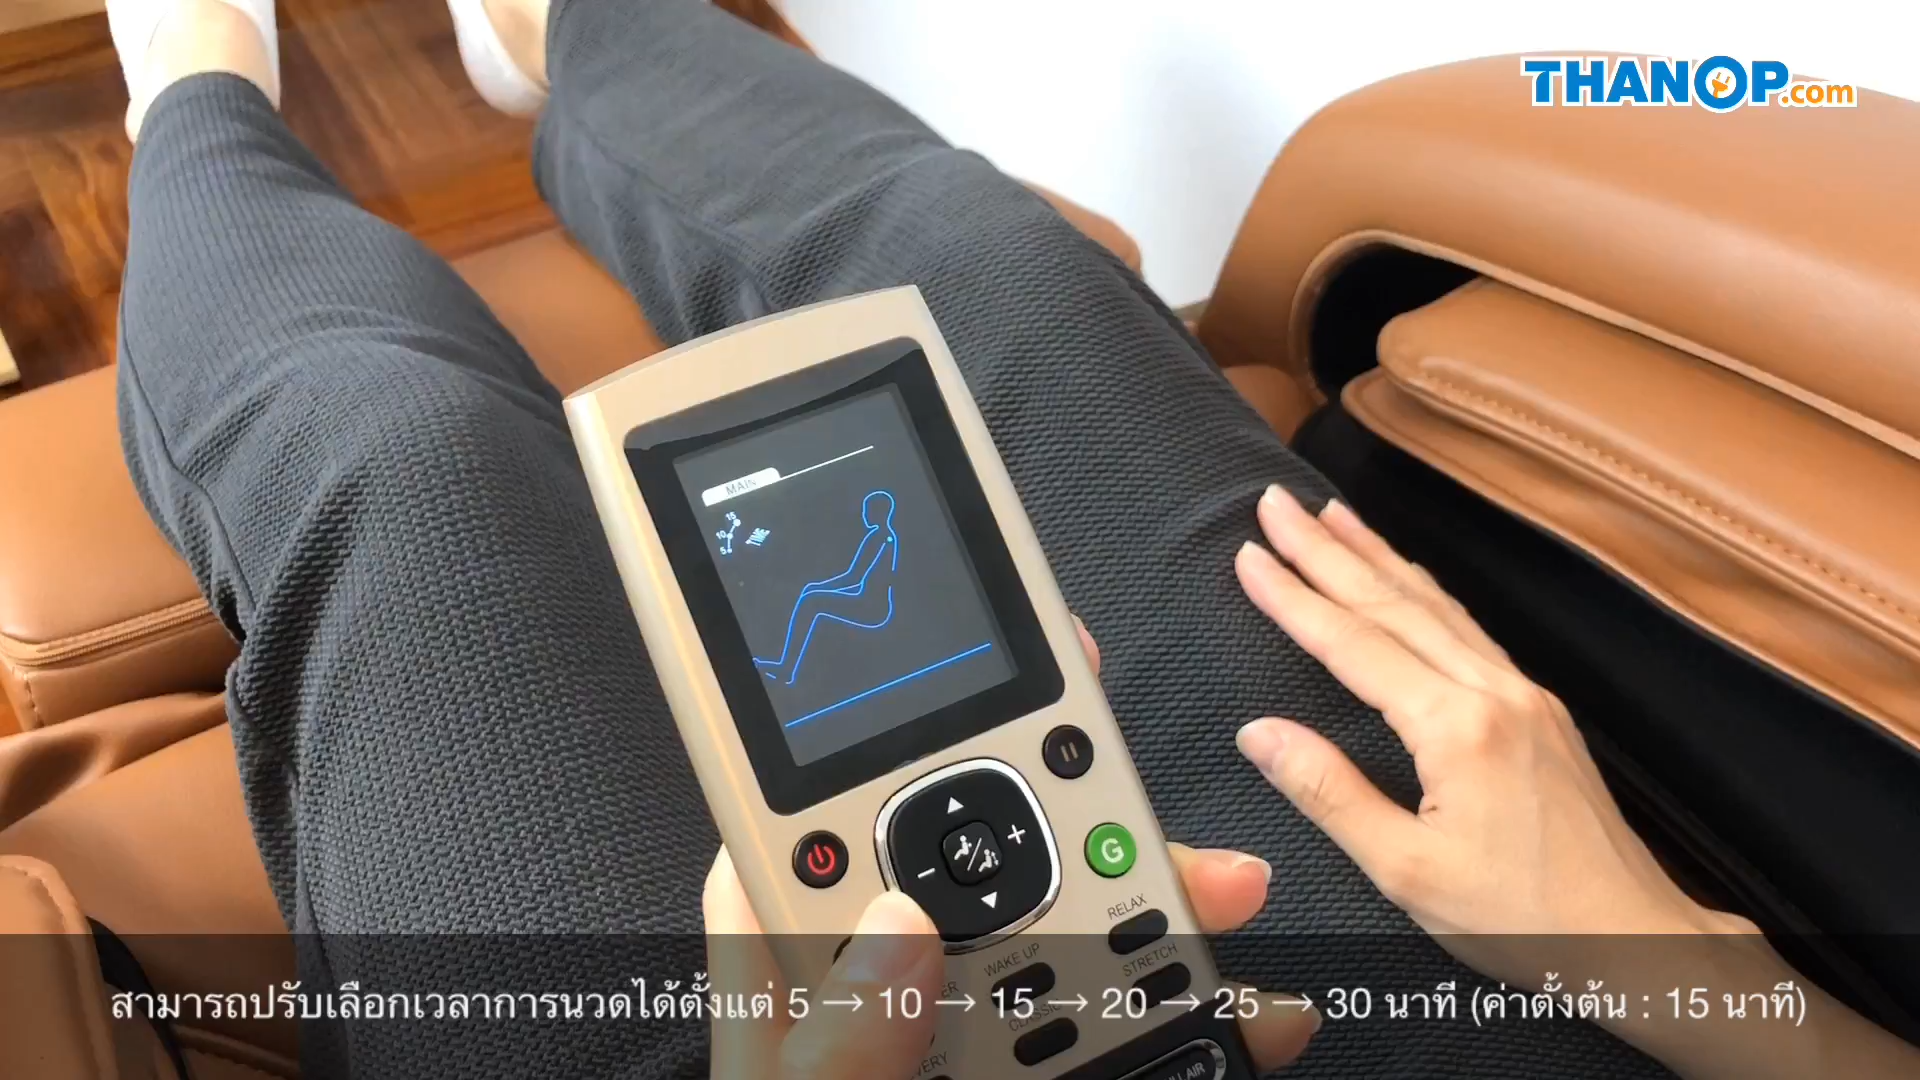 THANOP.com
MAIN
15
10
5
TIME
G
RELAX
WAKE UP
STRETCH
สามารถปรับเลือกเวลาการนวดได้ตั้งแต่ 5 → 10 → 15 → 20 → 25 → 30 นาที (ค่าตั้งต้น : 15 นาที)
CLASSIC